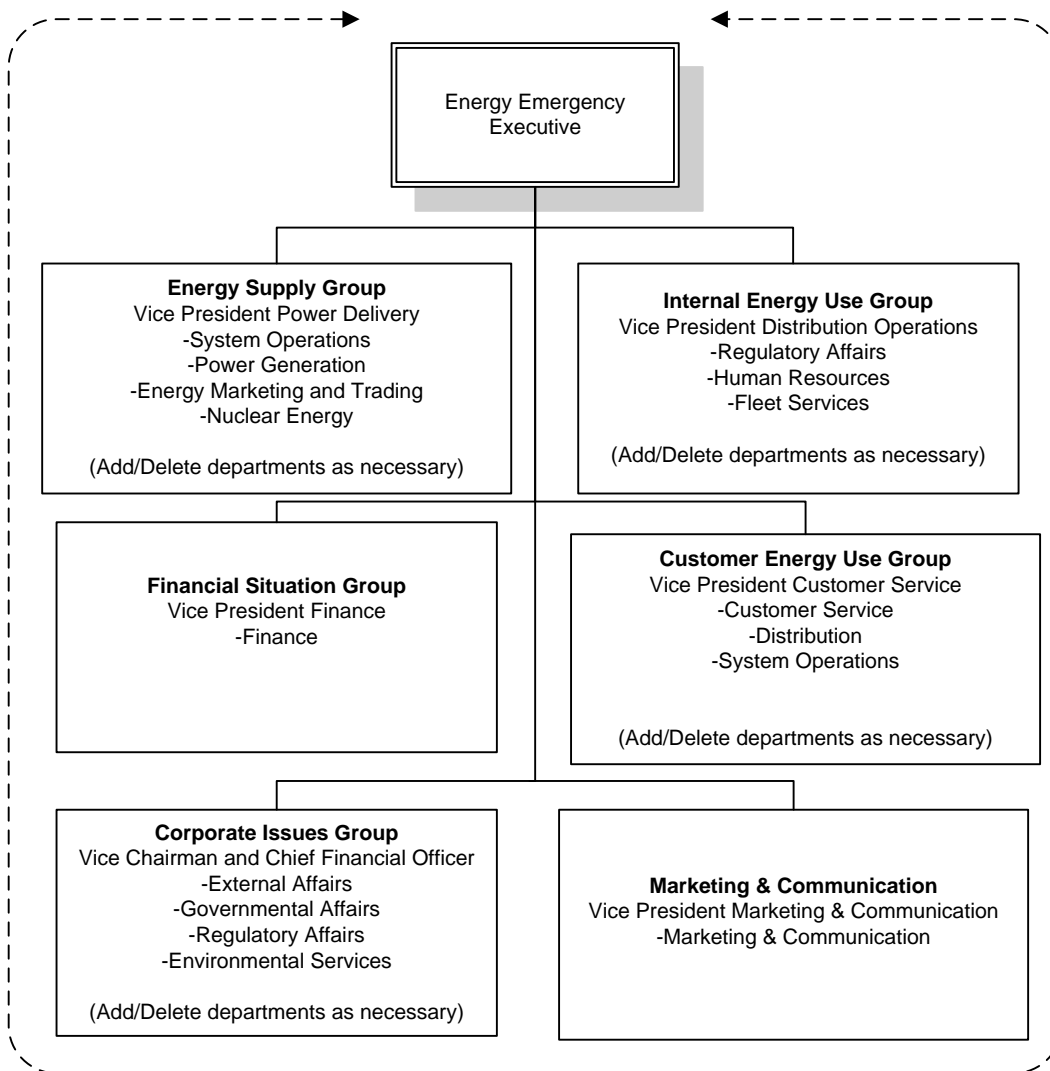 Energy Emergency
Executive
Energy Supply Group
Vice President Power Delivery
-System Operations
-Power Generation
-Energy Marketing and Trading
-Nuclear Energy
(Add/Delete departments as necessary)
Internal Energy Use Group
Vice President Distribution Operations
-Regulatory Affairs
-Human Resources
-Fleet Services
(Add/Delete departments as necessary)
Financial Situation Group
Vice President Finance
-Finance
Customer Energy Use Group
Vice President Customer Service
-Customer Service
-Distribution
-System Operations
(Add/Delete departments as necessary)
Corporate Issues Group
Vice Chairman and Chief Financial Officer
-External Affairs
-Governmental Affairs
-Regulatory Affairs
-Environmental Services
(Add/Delete departments as necessary)
Marketing & Communication
Vice President Marketing & Communication
-Marketing & Communication